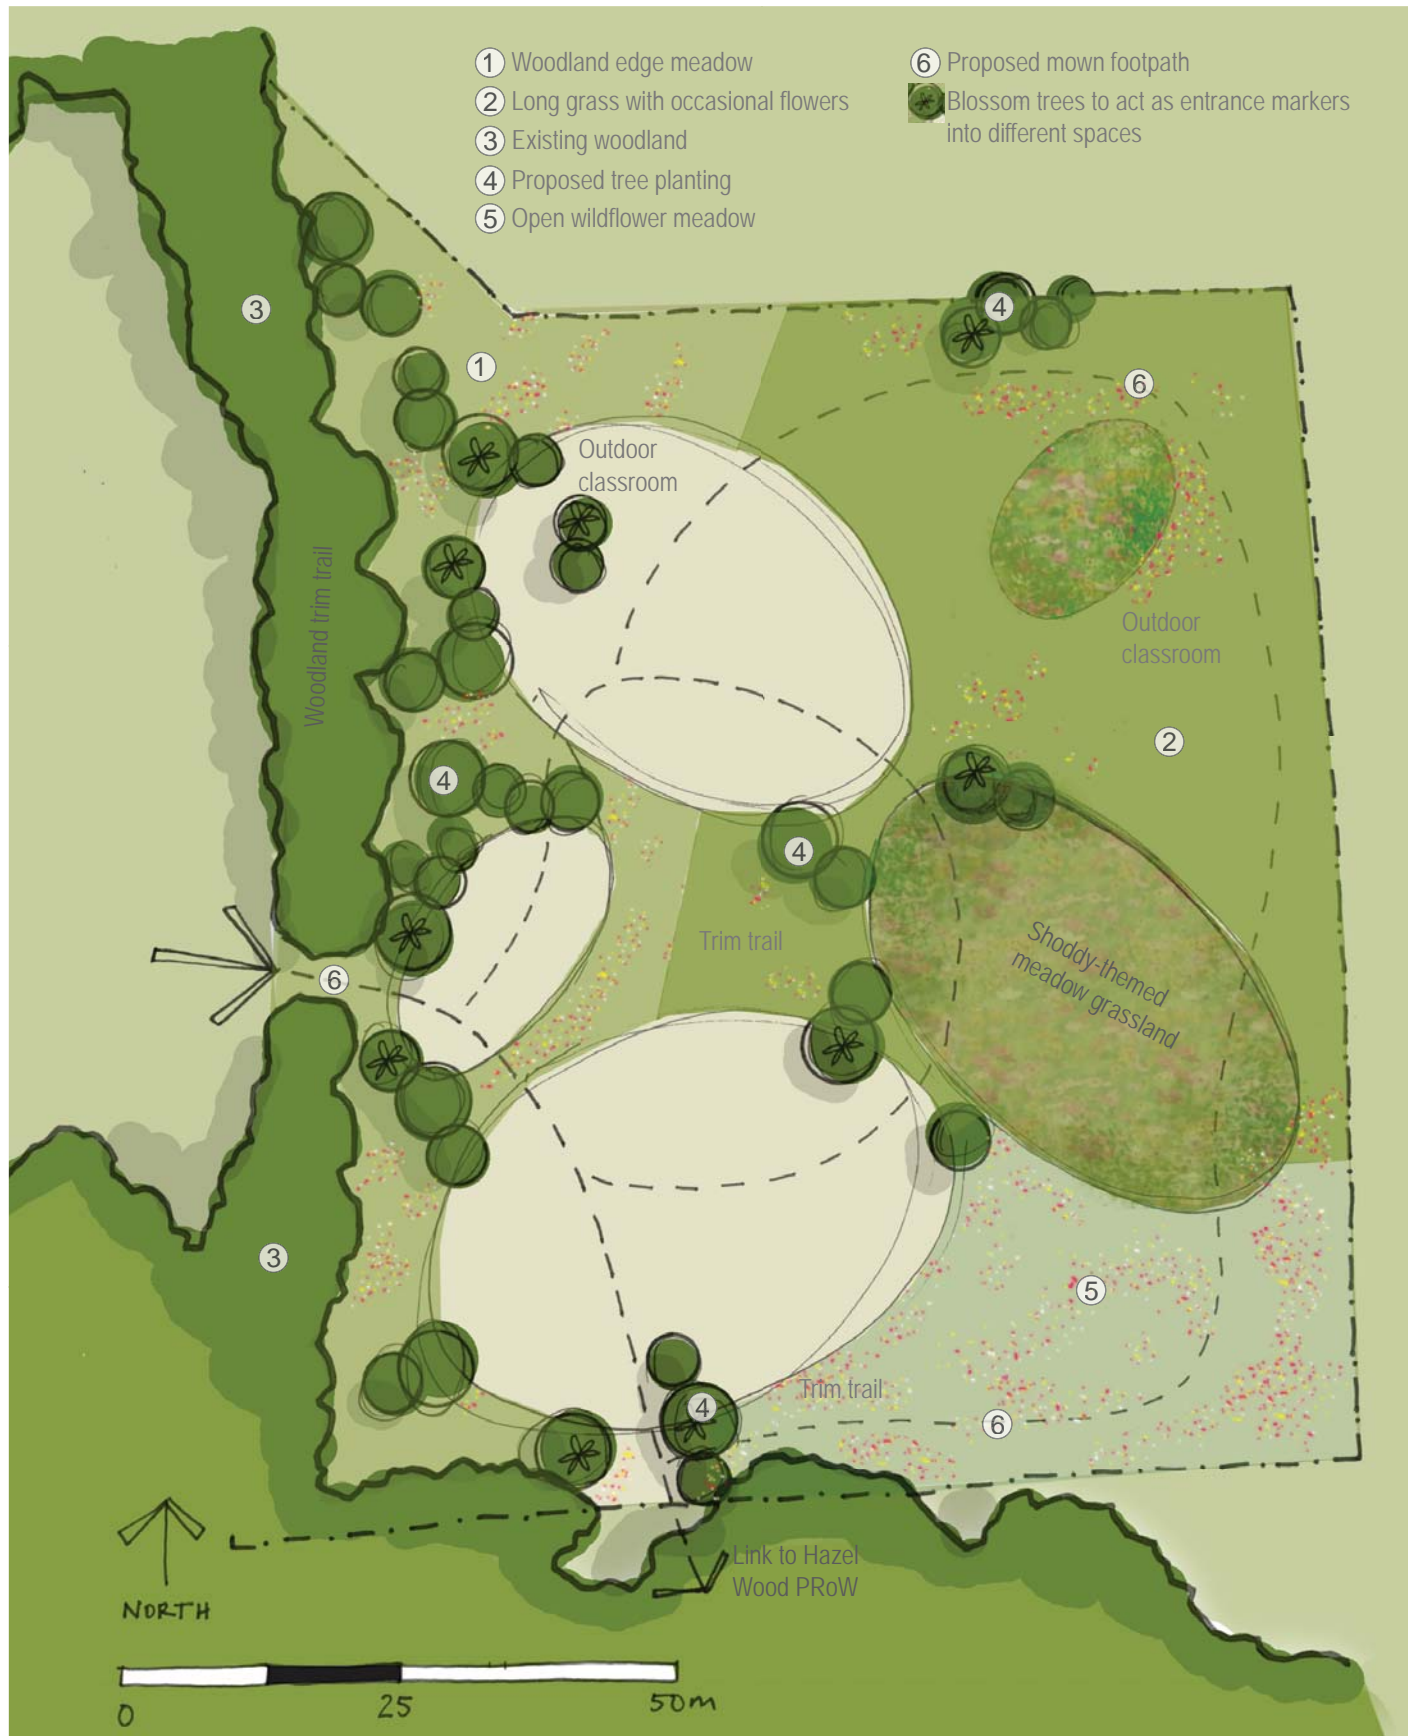 1 Woodland edge meadow
2 Long grass with occasional flowers
3 Existing woodland
4 Proposed tree planting
5 Open wildflower meadow
6 Proposed mown footpath
Blossom trees to act as entrance markers
into different spaces
3
4
1
6
Outdoor
classroom
Woodland trim trail
Outdoor
classroom
2
4
4
Trim trail
Shoddy-themed
meadow grassland
6
3
5
Trim trail
4
6
Link to Hazel
Wood PRoW
NORTH
0 25 50m